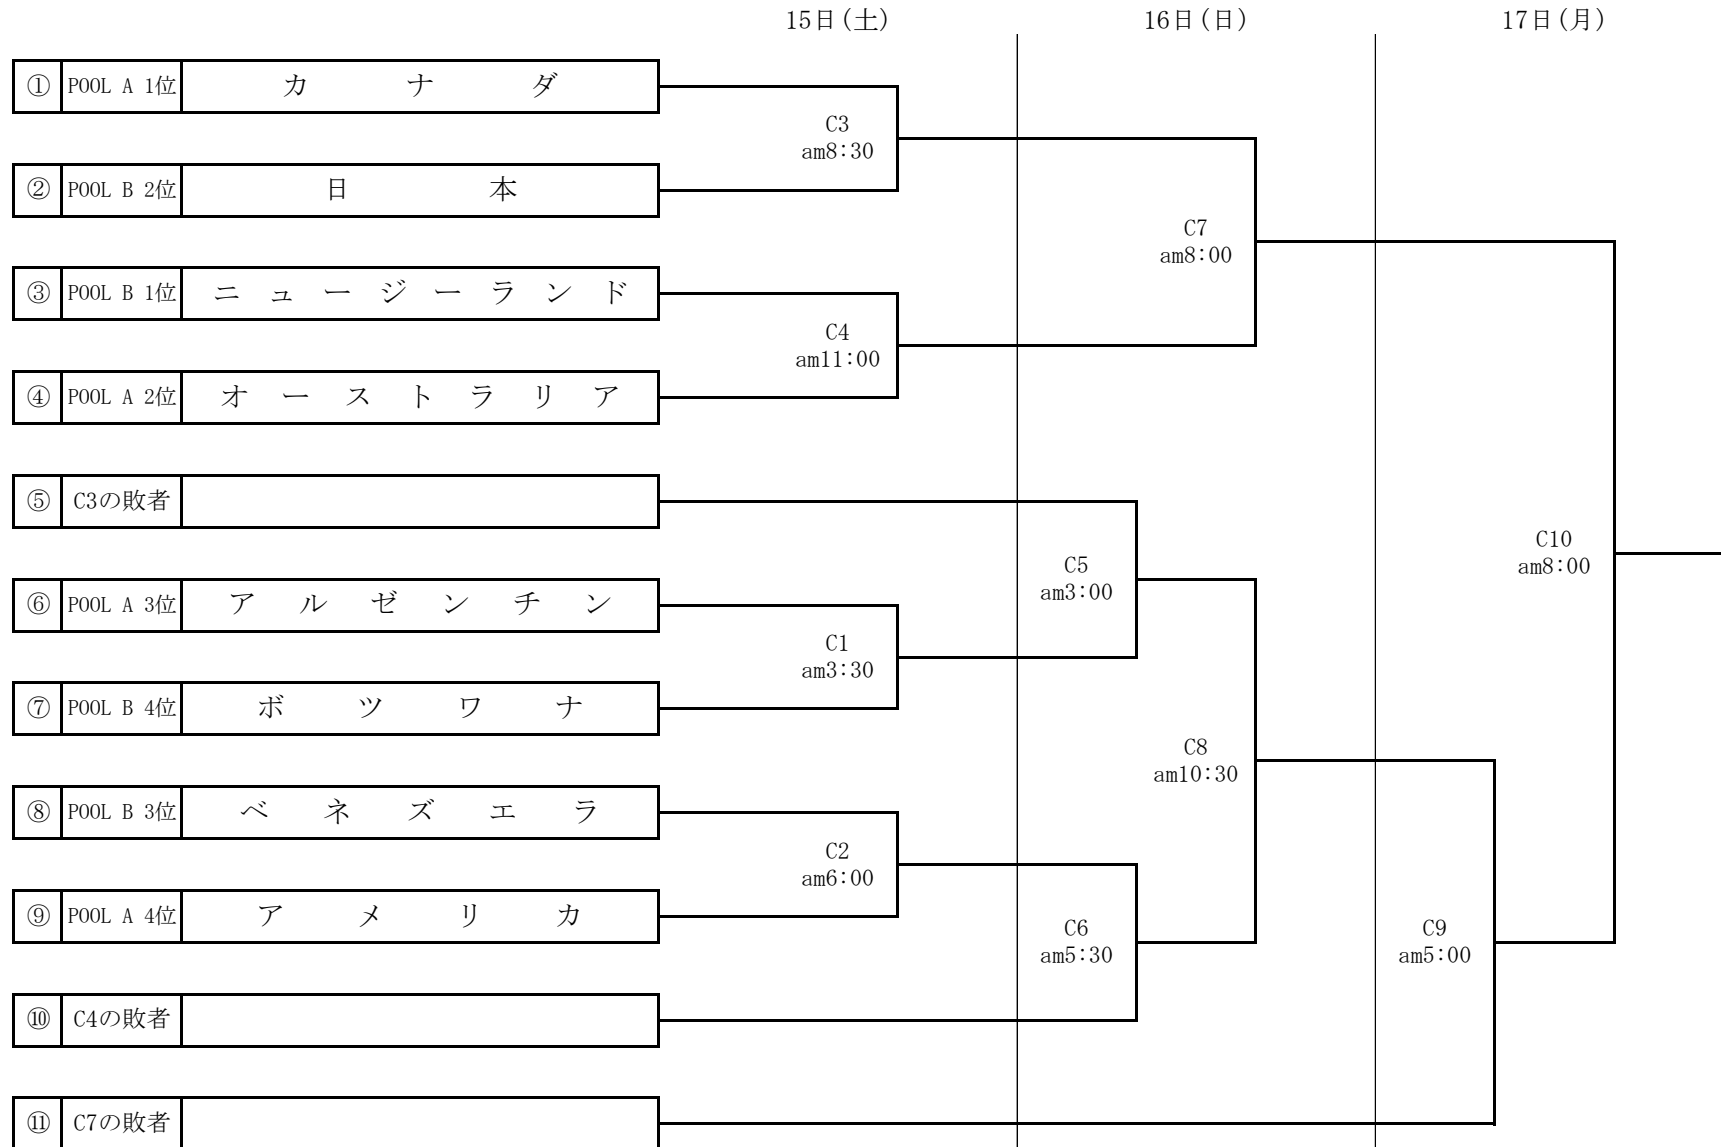 15日(土) 16日(日) 17日(月)
① POOL A 1位 カナダ
C3
am8:30
② POOL B 2位 日本
C7
am8:00
③ POOL B 1位 ニュージーランド
C4
am11:00
④ POOL A 2位 オーストラリア
⑤ C3の敗者
C10
am8:00
C5
am3:00
⑥ POOL A 3位 アルゼンチン
C1
am3:30
⑦ POOL B 4位 ボツワナ
C8
am10:30
⑧ POOL B 3位 ベネズエラ
C2
am6:00
⑨ POOL A 4位 アメリカ
C6
am5:30
C9
am5:00
⑩ C4の敗者
⑪ C7の敗者